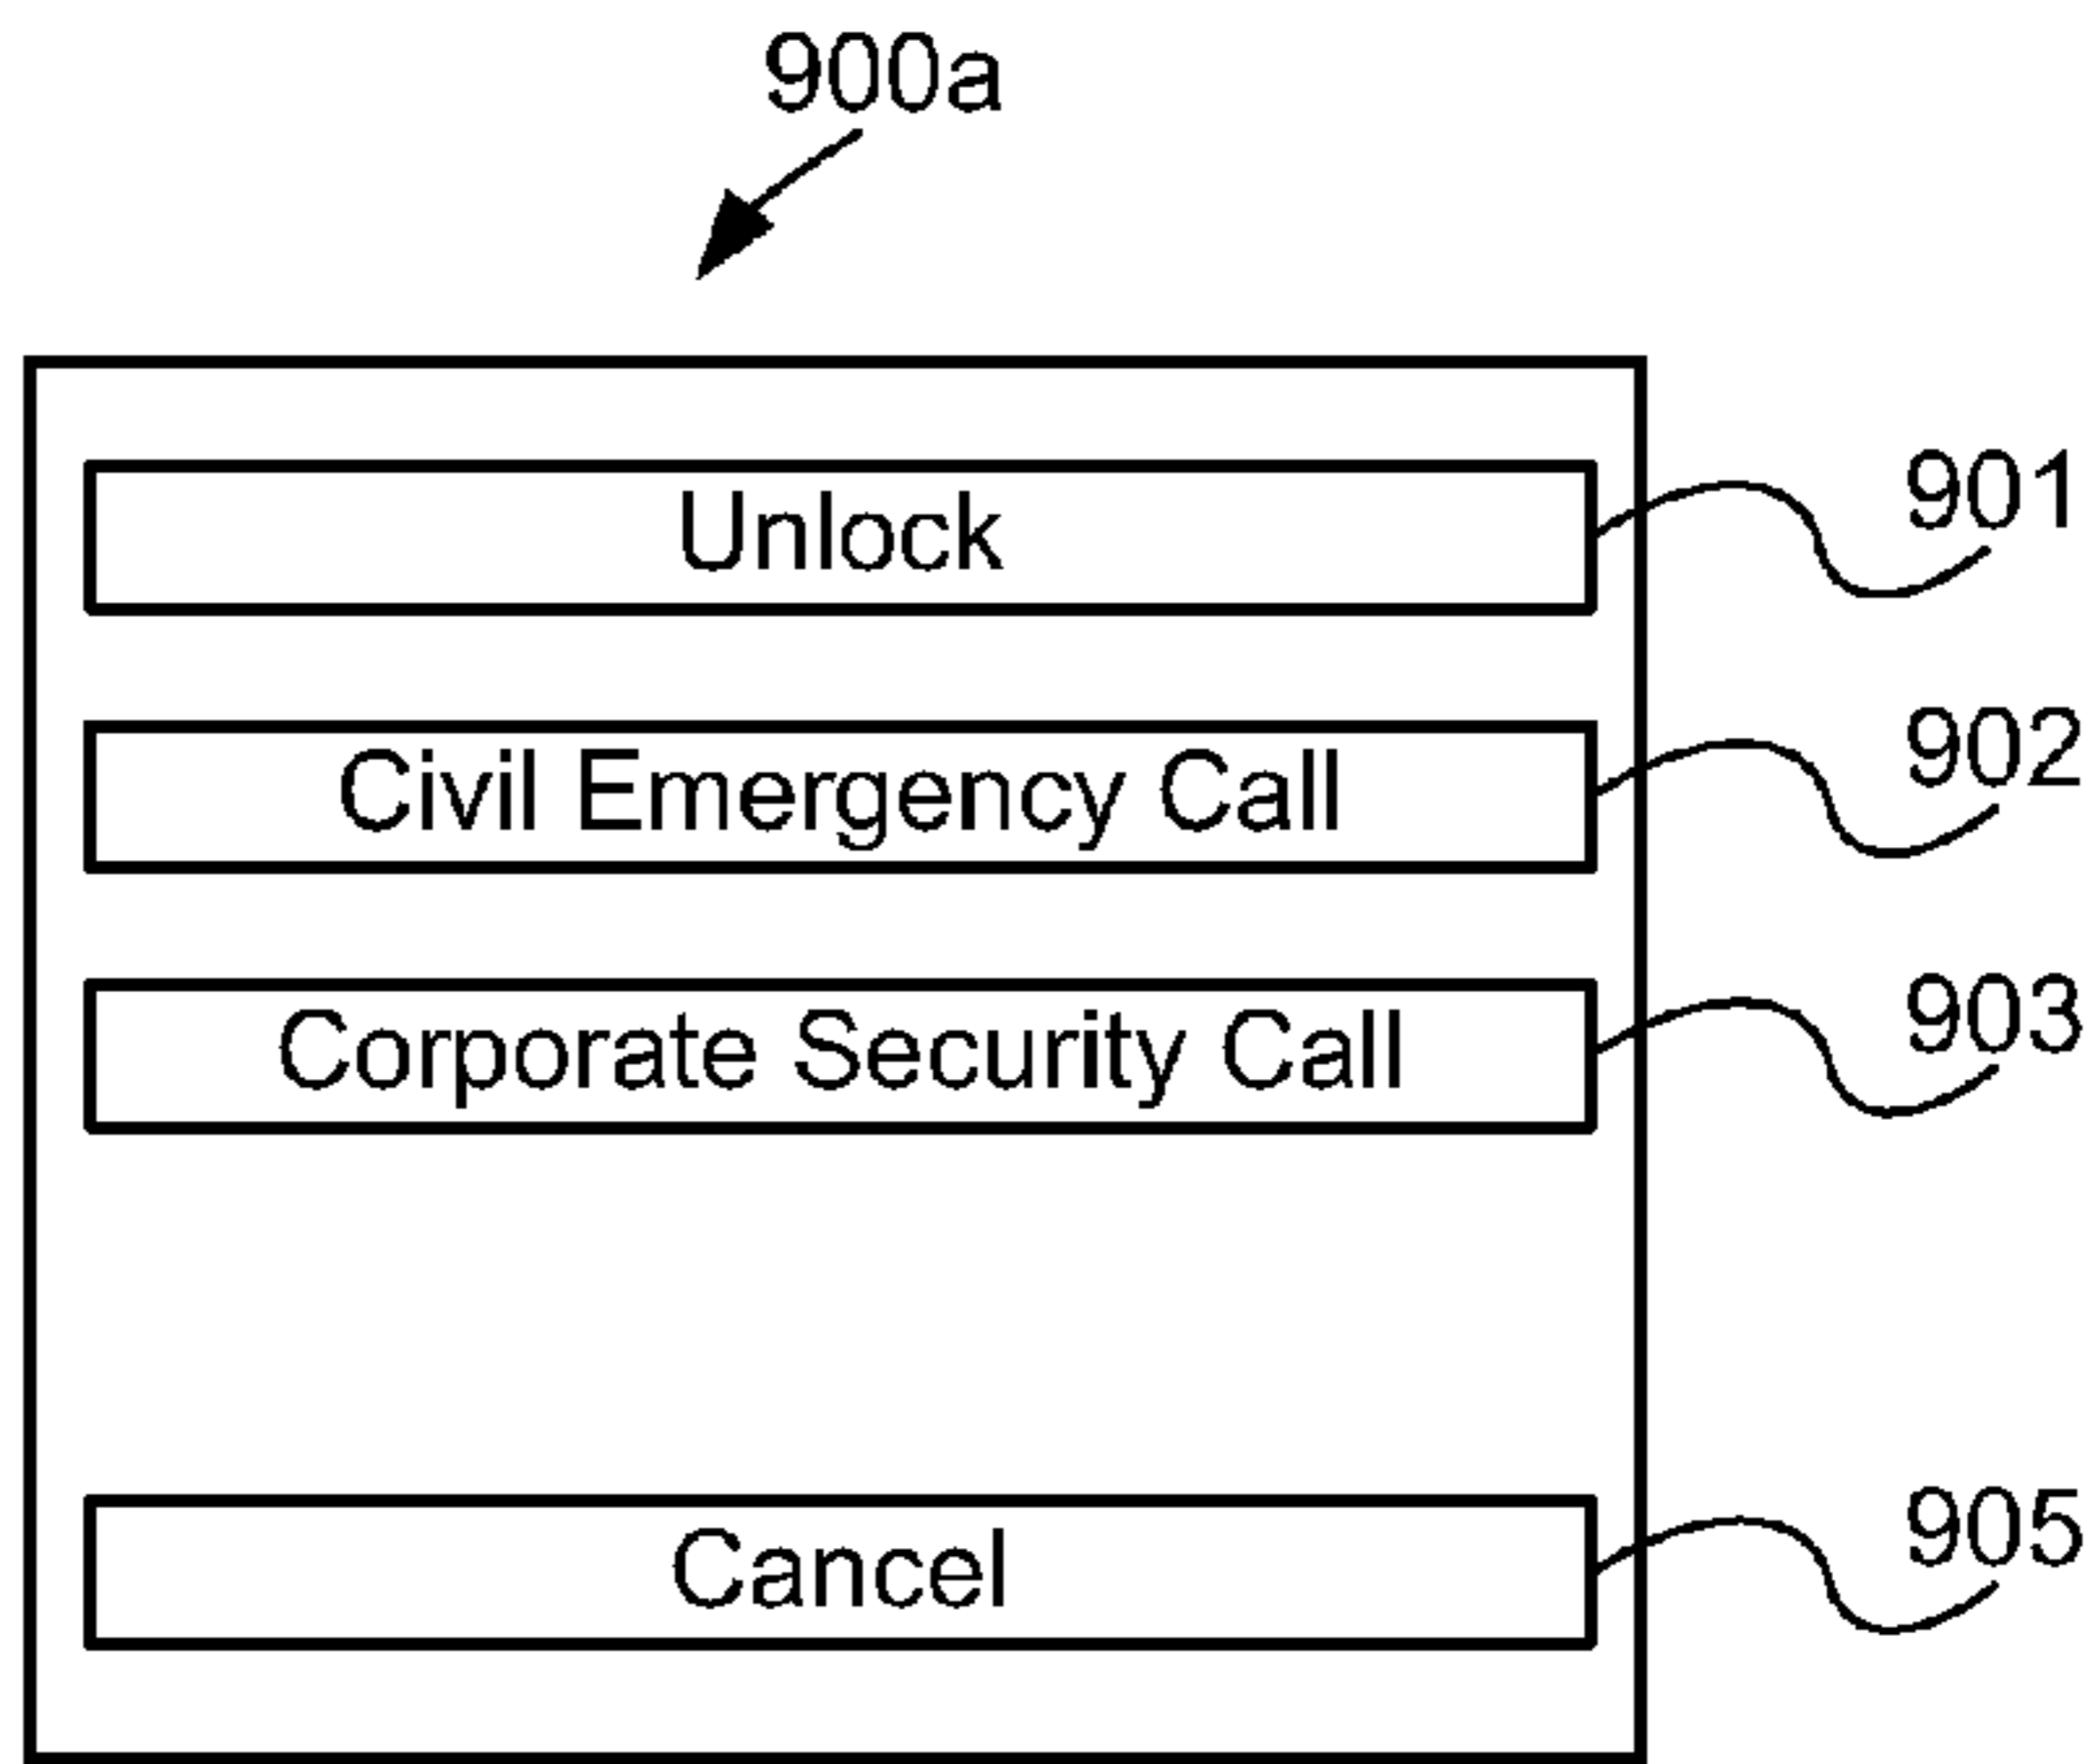 900a
Unlock
901
Civil Emergency Call
902
Corporate Security Call
903
Cancel
905